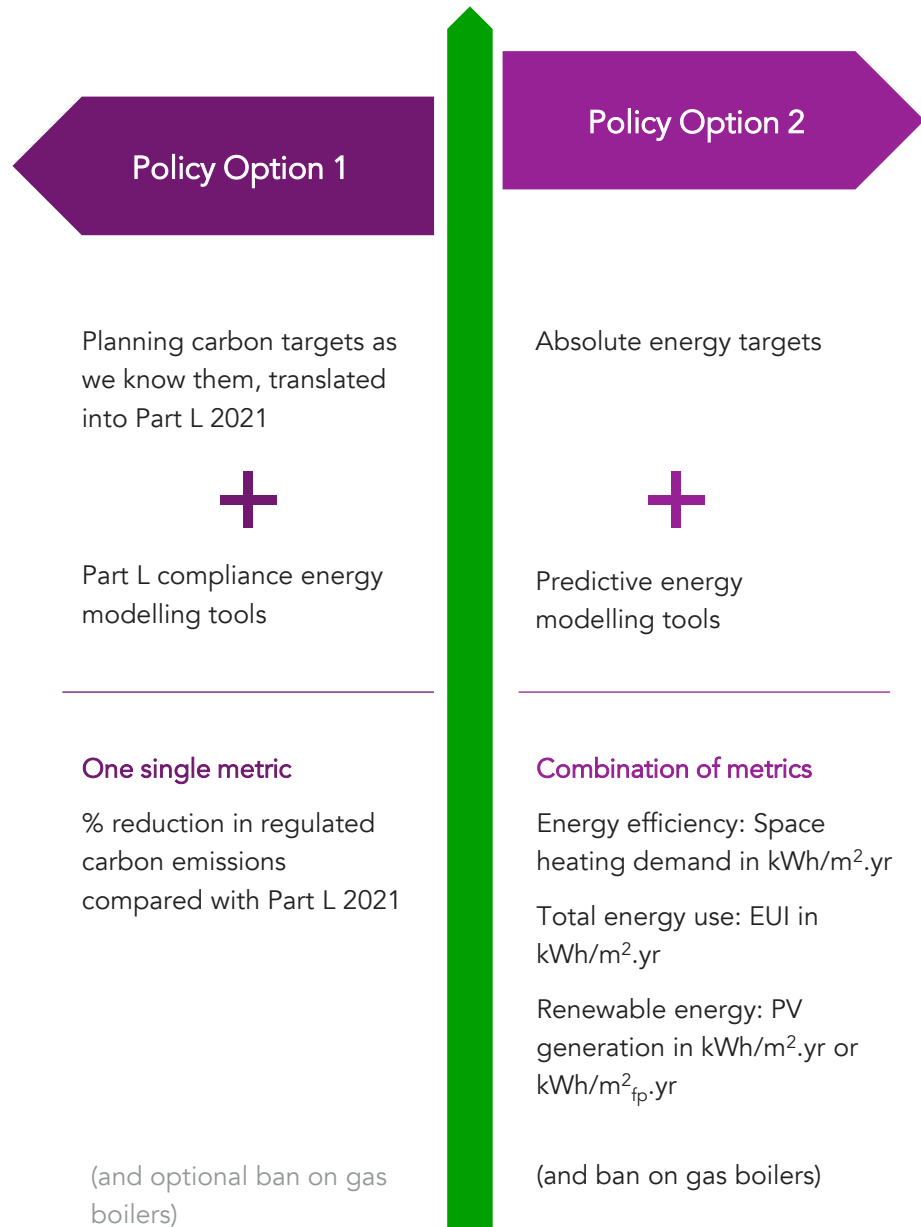 Policy Option 1
Planning carbon targets as
we know them, translated
into Part L 2021
+
Part L compliance energy
modelling tools
One single metric
% reduction in regulated
carbon emissions
compared with Part L 2021
(and optional ban on gas
boilers)
Policy Option 2
Absolute energy targets
+
Predictive energy
modelling tools
Combination of metrics
Energy efficiency: Space
heating demand in kWh/m².yr
Total energy use: EUI in
kWh/m².yr
Renewable energy: PV
generation in kWh/m².yr or
kWh/m²fp.yr
(and ban on gas boilers)